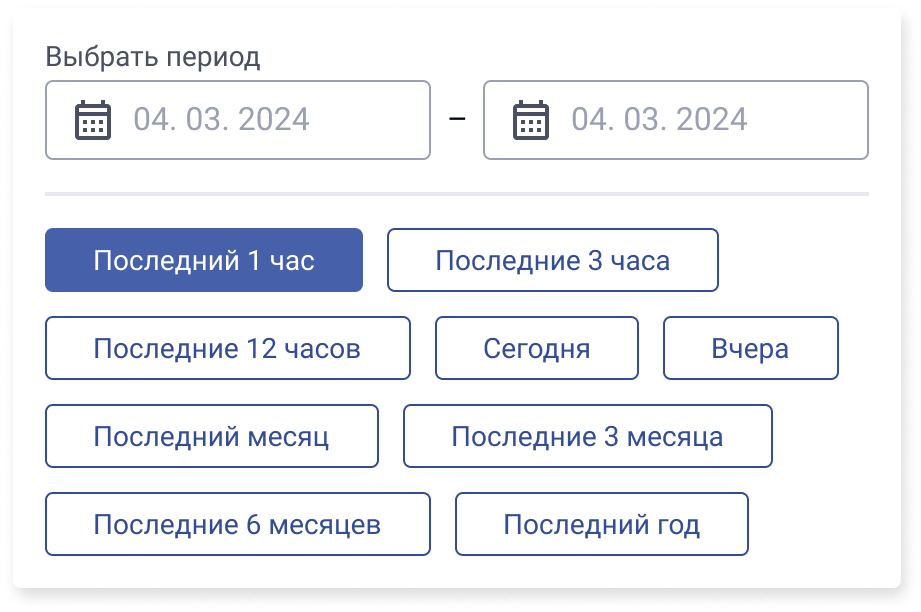 Выбрать период
04. 03. 2024 – 04. 03. 2024
Последний 1 час Последние 3 часа
Последние 12 часов Сегодня Вчера
Последний месяц Последние 3 месяца
Последние 6 месяцев Последний год